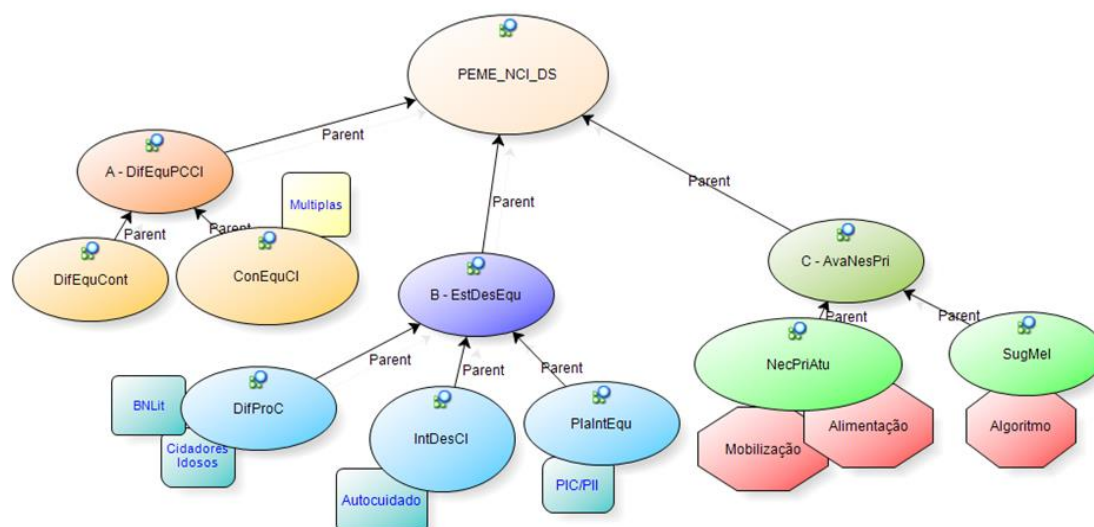 PEME_NCI_DS
Parent
A - DifEquPCCI
Parent
Parent
Multiplas
Parent
Parent
DifEquCont
ConEquCI
C - AvaNesPri
B - EstDesEqu
Parent
Parent
NecPriAtu
SugMel
Parent
Parent
Parent
BNLit
DifProC
IntDesCI
PlaIntEqu
Alimentação
Algoritmo
Cidadores
Idosos
Mobilização
Autocuidado
PIC/PII